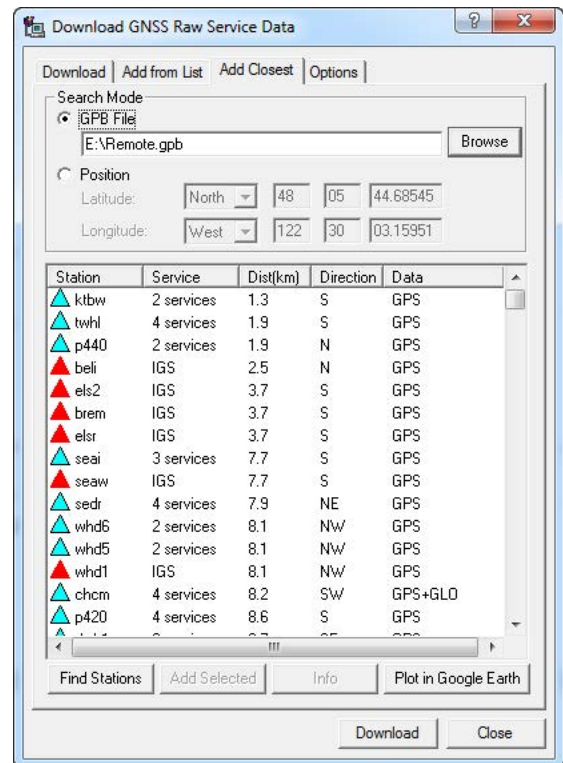 Download GNSS Raw Service Data
Download Add from List Add Closest Options
Search Mode
GPB File
E:\Remote.gpb Browse
Position
Latitude: North 48 05 44.68545
Longitude: West 122 30 03.15951
Station Service Dist(km) Direction Data
ktbw 2 services 1.3 S GPS
twhl 4 services 1.9 S GPS
p440 2 services 1.9 N GPS
beli IGS 2.5 N GPS
els2 IGS 3.7 S GPS
brem IGS 3.7 S GPS
elsr IGS 3.7 S GPS
seai 3 services 7.7 S GPS
seaw IGS 7.7 S GPS
sedr 4 services 7.9 NE GPS
whd6 2 services 8.1 NW GPS
whd5 2 services 8.1 NW GPS
whd1 IGS 8.1 NW GPS
chcm 4 services 8.2 SW GPS+GLO
p420 4 services 8.6 S GPS
Find Stations Add Selected Info Plot in Google Earth
Download Close